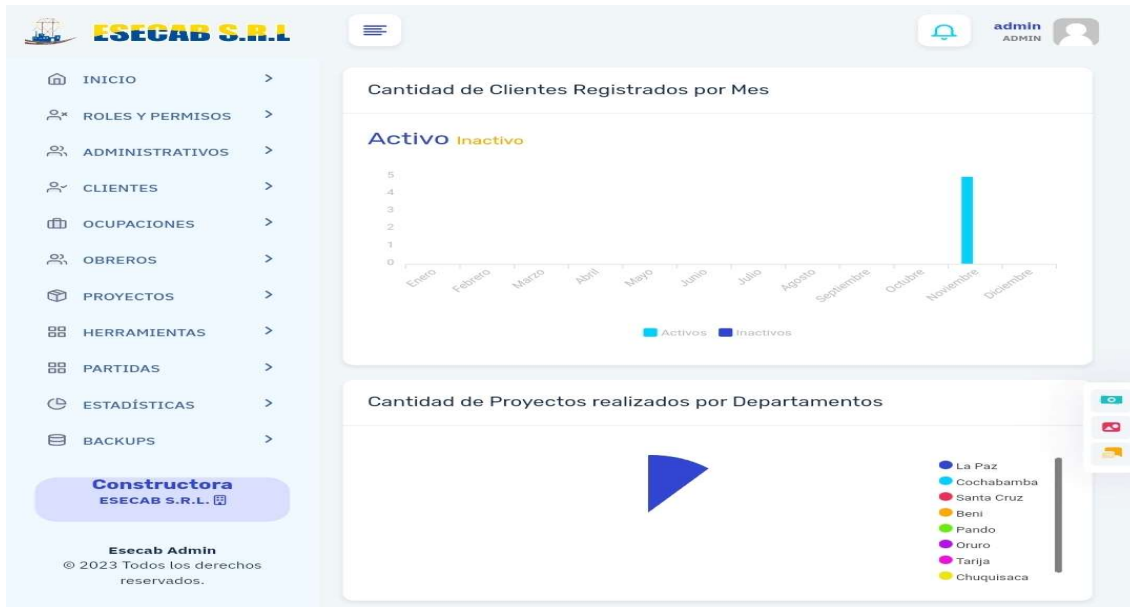 ESECAB S.R.L
admin
ADMIN
INICIO
ROLES Y PERMISOS
ADMINISTRATIVOS
CLIENTES
OCUPACIONES
OBREROS
PROYECTOS
HERRAMIENTAS
PARTIDAS
ESTADÍSTICAS
BACKUPS
Constructora
ESECAB S.R.L.
Esecab Admin
© 2023 Todos los derechos
reservados.
Cantidad de Clientes Registrados por Mes
Activo Inactivo
5
4
3
2
1
0
Enero Febrero Marzo Abril Mayo Junio Julio Agosto Septiembre Octubre Noviembre Diciembre
Activos Inactivos
Cantidad de Proyectos realizados por Departamentos
La Paz
Cochabamba
Santa Cruz
Beni
Pando
Oruro
Tarija
Chuquisaca